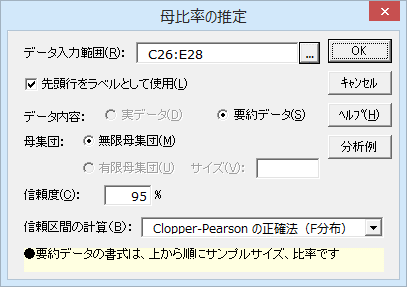 母比率の推定
データ入力範囲(R): C26:E28 ... OK
先頭行をラベルとして使用(L) キャンセル
データ内容: 実データ(D) 要約データ(S) ヘルプ(H)
母集団: 無限母集団(M) 分析例
有限母集団(U) サイズ(V):
信頼度(C): 95 %
信頼区間の計算(B): Clopper-Pearson の正確法（F分布）
●要約データの書式は、上から順にサンプルサイズ、比率です